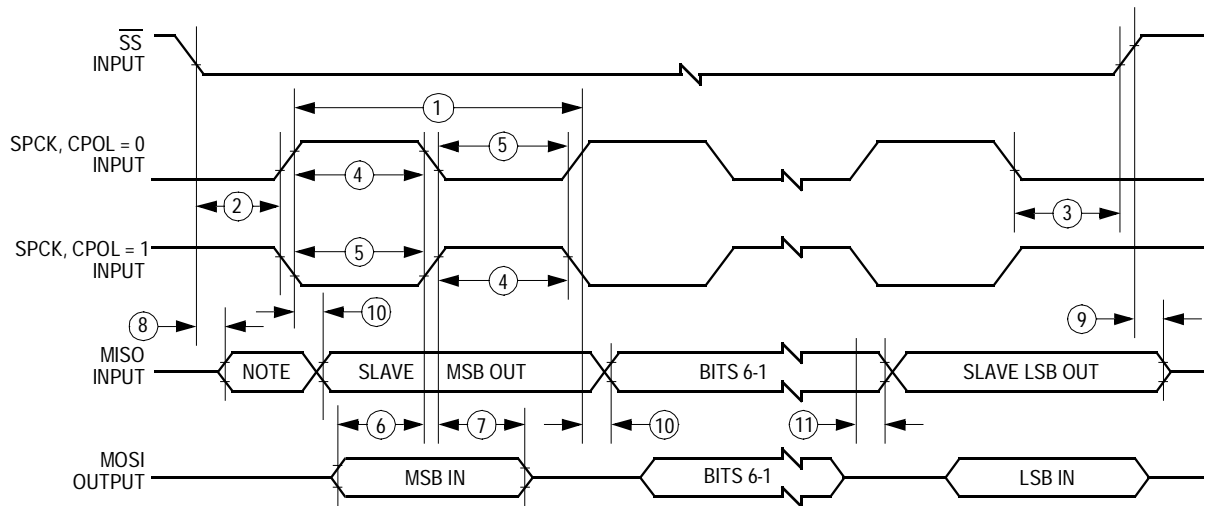 SS
INPUT
1
SPCK, CPOL = 0
INPUT
5
4
2
3
SPCK, CPOL = 1
INPUT
5
4
8
10
9
MISO
INPUT
NOTE
SLAVE MSB OUT
BITS 6-1
SLAVE LSB OUT
6
7
10
11
MOSI
OUTPUT
MSB IN
BITS 6-1
LSB IN